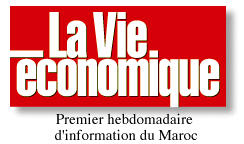 La Vie
économique
Premier hebdomadaire
d'information du Maroc